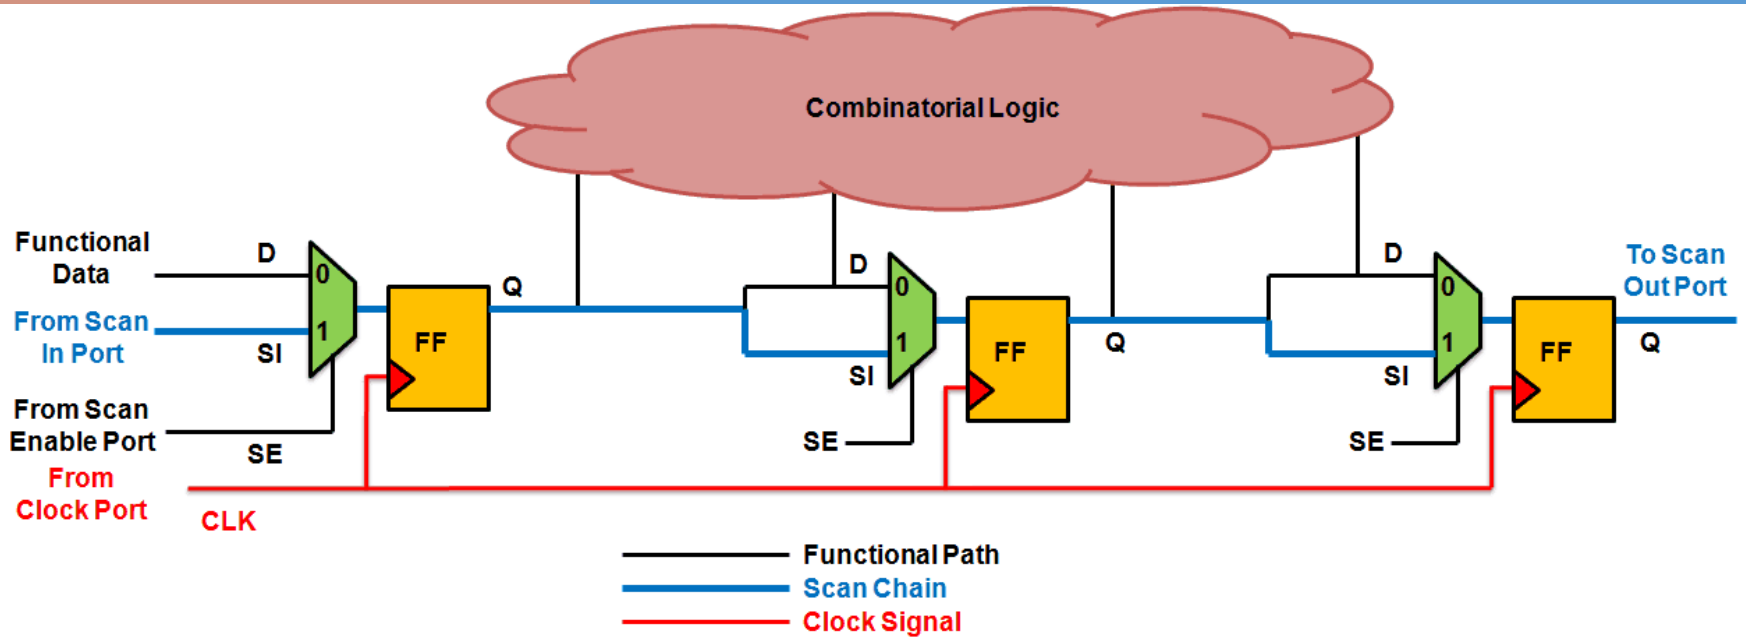 Combinatorial Logic
Functional
Data
D
0
From Scan
In Port
1
SI
From Scan
Enable Port
SE
From
Clock Port
CLK
FF
Q
D
0
1
SI
SE
FF
Q
D
0
1
SI
SE
FF
Q
To Scan
Out Port
Functional Path
Scan Chain
Clock Signal